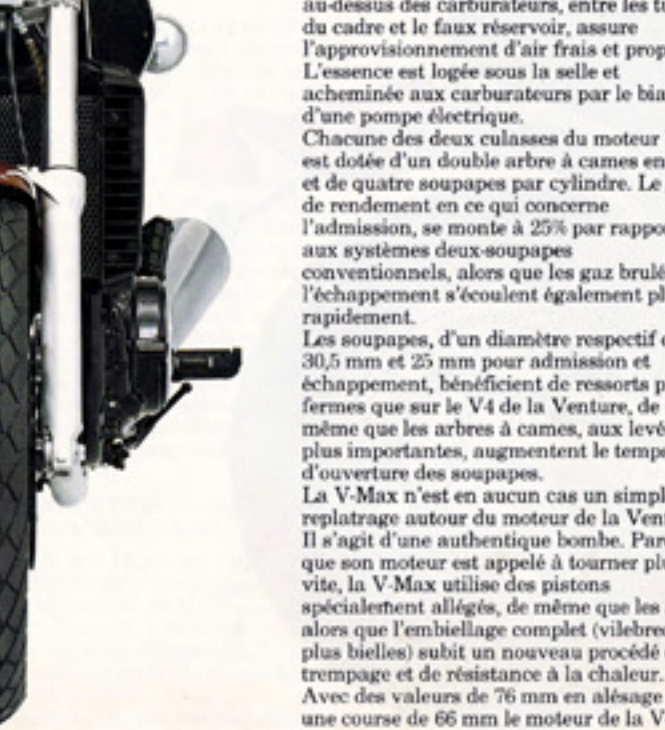 au-dessus des carburateurs, entre les
du cadre et le faux réservoir, assure
l'approvisionnement d'air frais et
L'essence est logée sous la selle et
acheminée aux carburateurs par le
d'une pompe électrique.
Chacune des deux culasses du moteur
est dotée d'un double arbre à cames
et de quatre soupapes par cylindre. Le
de rendement en ce qui concerne
l'admission, se monte à 25% par
aux systèmes deux-soupapes
conventionnels, alors que les gaz
l'échappement s'écoulent également
rapidement.
Les soupapes, d'un diamètre respectif
30,5 mm et 25 mm pour admission et
échappement, bénéficient de ressorts
fermes que sur le V4 de la Venture, de
même que les arbres à cames, aux
plus importantes, augmentent le
d'ouverture des soupapes.
La V-Max n'est en aucun cas un
replatrage autour du moteur de la
Il s'agit d'une authentique bombe.
que son moteur est appelé à tourner
vite, la V-Max utilise des pistons
spécialement allégés, de même que les
alors que l'embiellage complet
plus bielles) subit un nouveau procédé
trempage et de résistance à la chaleur.
Avec des valeurs de 76 mm en alésage
une course de 66 mm le moteur de la